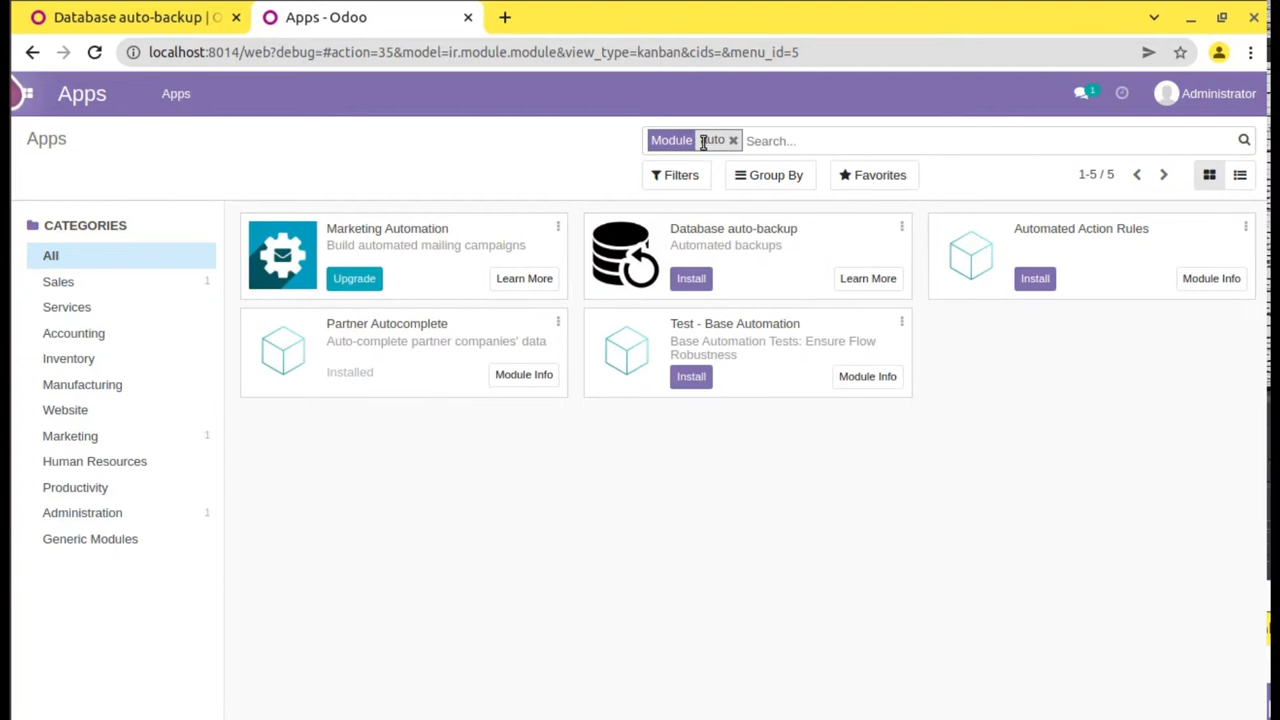 Database auto-backup |
Apps - Odoo
localhost:8014/web?debug=#action=35&model=ir.module.module&view_type=kanban&cids=&menu_id=5
Apps
Apps
1
Administrator
Apps
Module
Search...
Filters
Group By
Favorites
1-5 / 5
CATEGORIES
All
Sales 1
Services
Accounting
Inventory
Manufacturing
Website
Marketing 1
Human Resources
Productivity
Administration 1
Generic Modules
Marketing Automation
Build automated mailing campaigns
Upgrade
Learn More
Database auto-backup
Automated backups
Install
Learn More
Automated Action Rules
Install
Module Info
Partner Autocomplete
Auto-complete partner companies' data
Installed
Module Info
Test - Base Automation
Base Automation Tests: Ensure Flow
Robustness
Install
Module Info